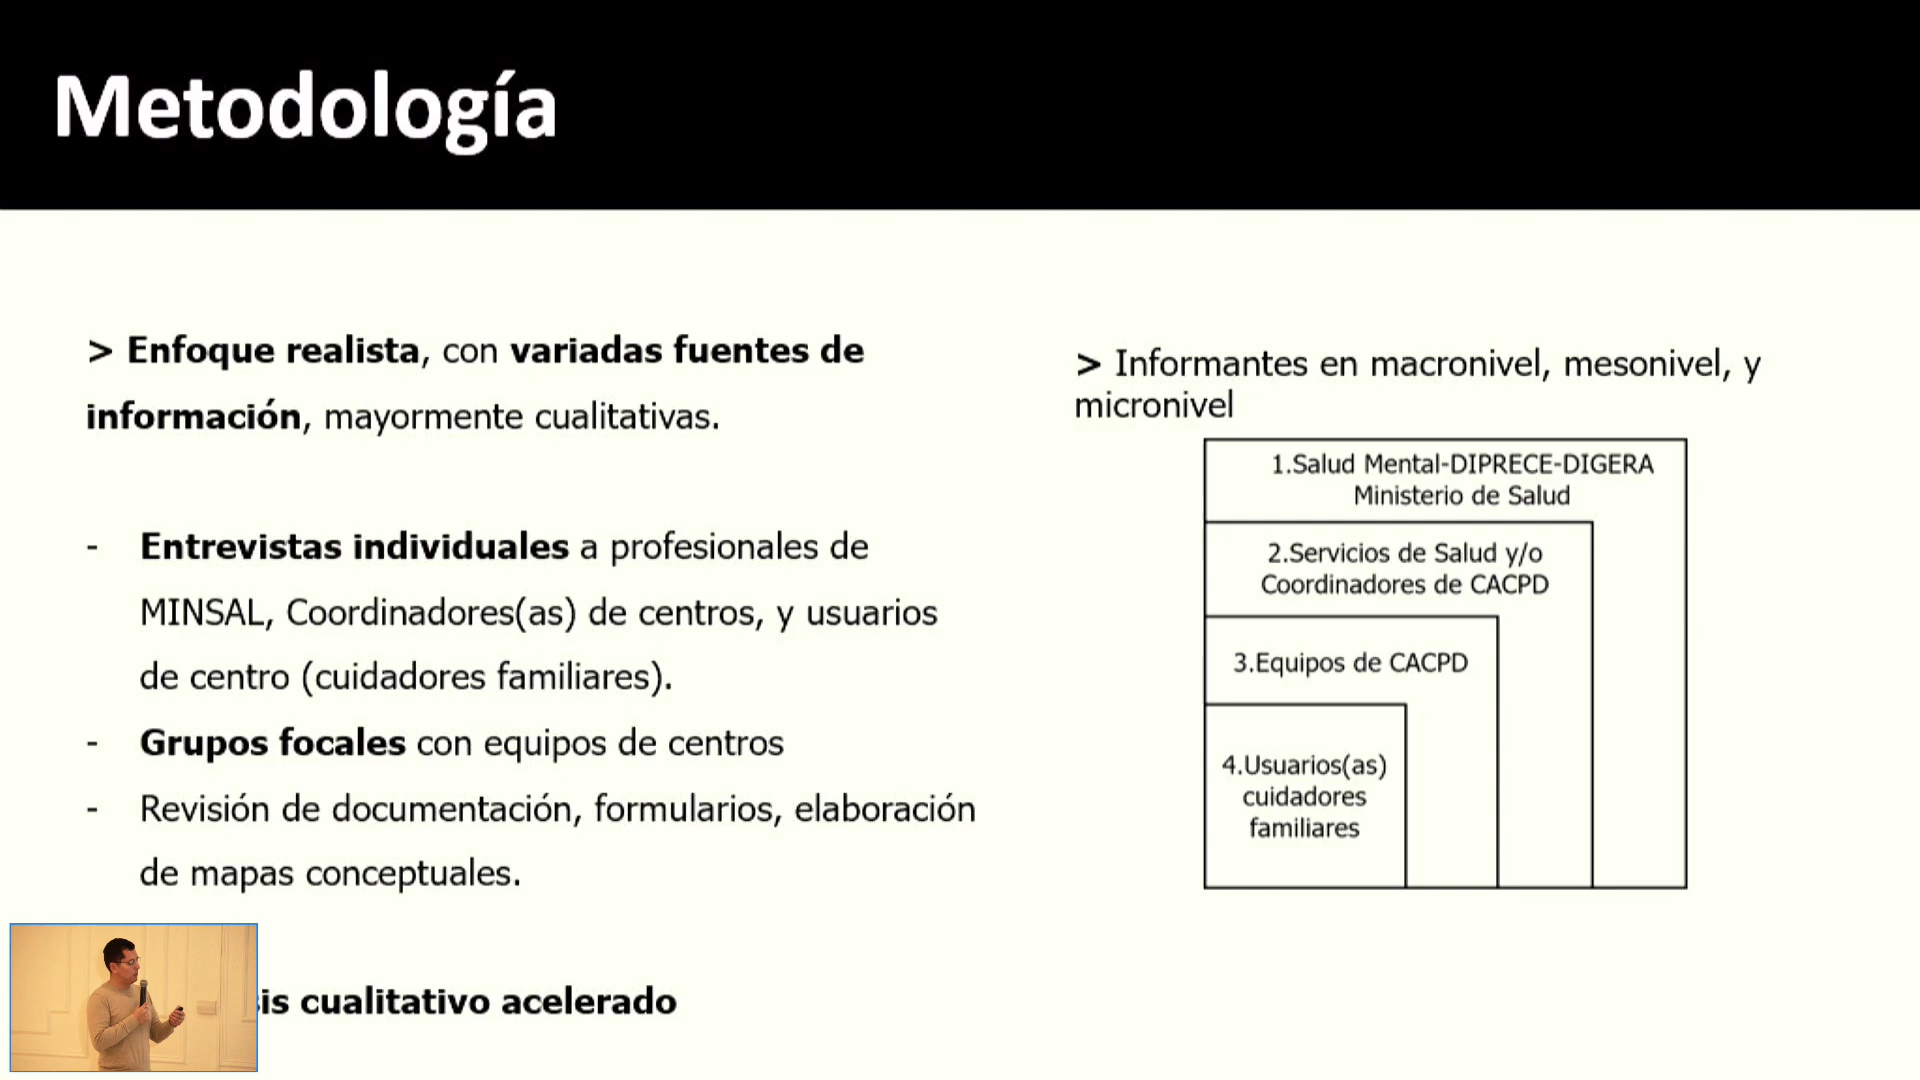 Metodología
> Enfoque realista, con variadas fuentes de
información, mayormente cualitativas.
- Entrevistas individuales a profesionales de
MINSAL, Coordinadores(as) de centros, y usuarios
de centro (cuidadores familiares).
- Grupos focales con equipos de centros
- Revisión de documentación, formularios, elaboración
de mapas conceptuales.
cualitativo acelerado
> Informantes en macronivel, mesonivel, y
micronivel
1.Salud Mental-DIPRECE-DIGERA
Ministerio de Salud
2.Servicios de Salud y/o
Coordinadores de CACPD
3.Equipos de CACPD
4.Usuarios(as)
cuidadores
familiares